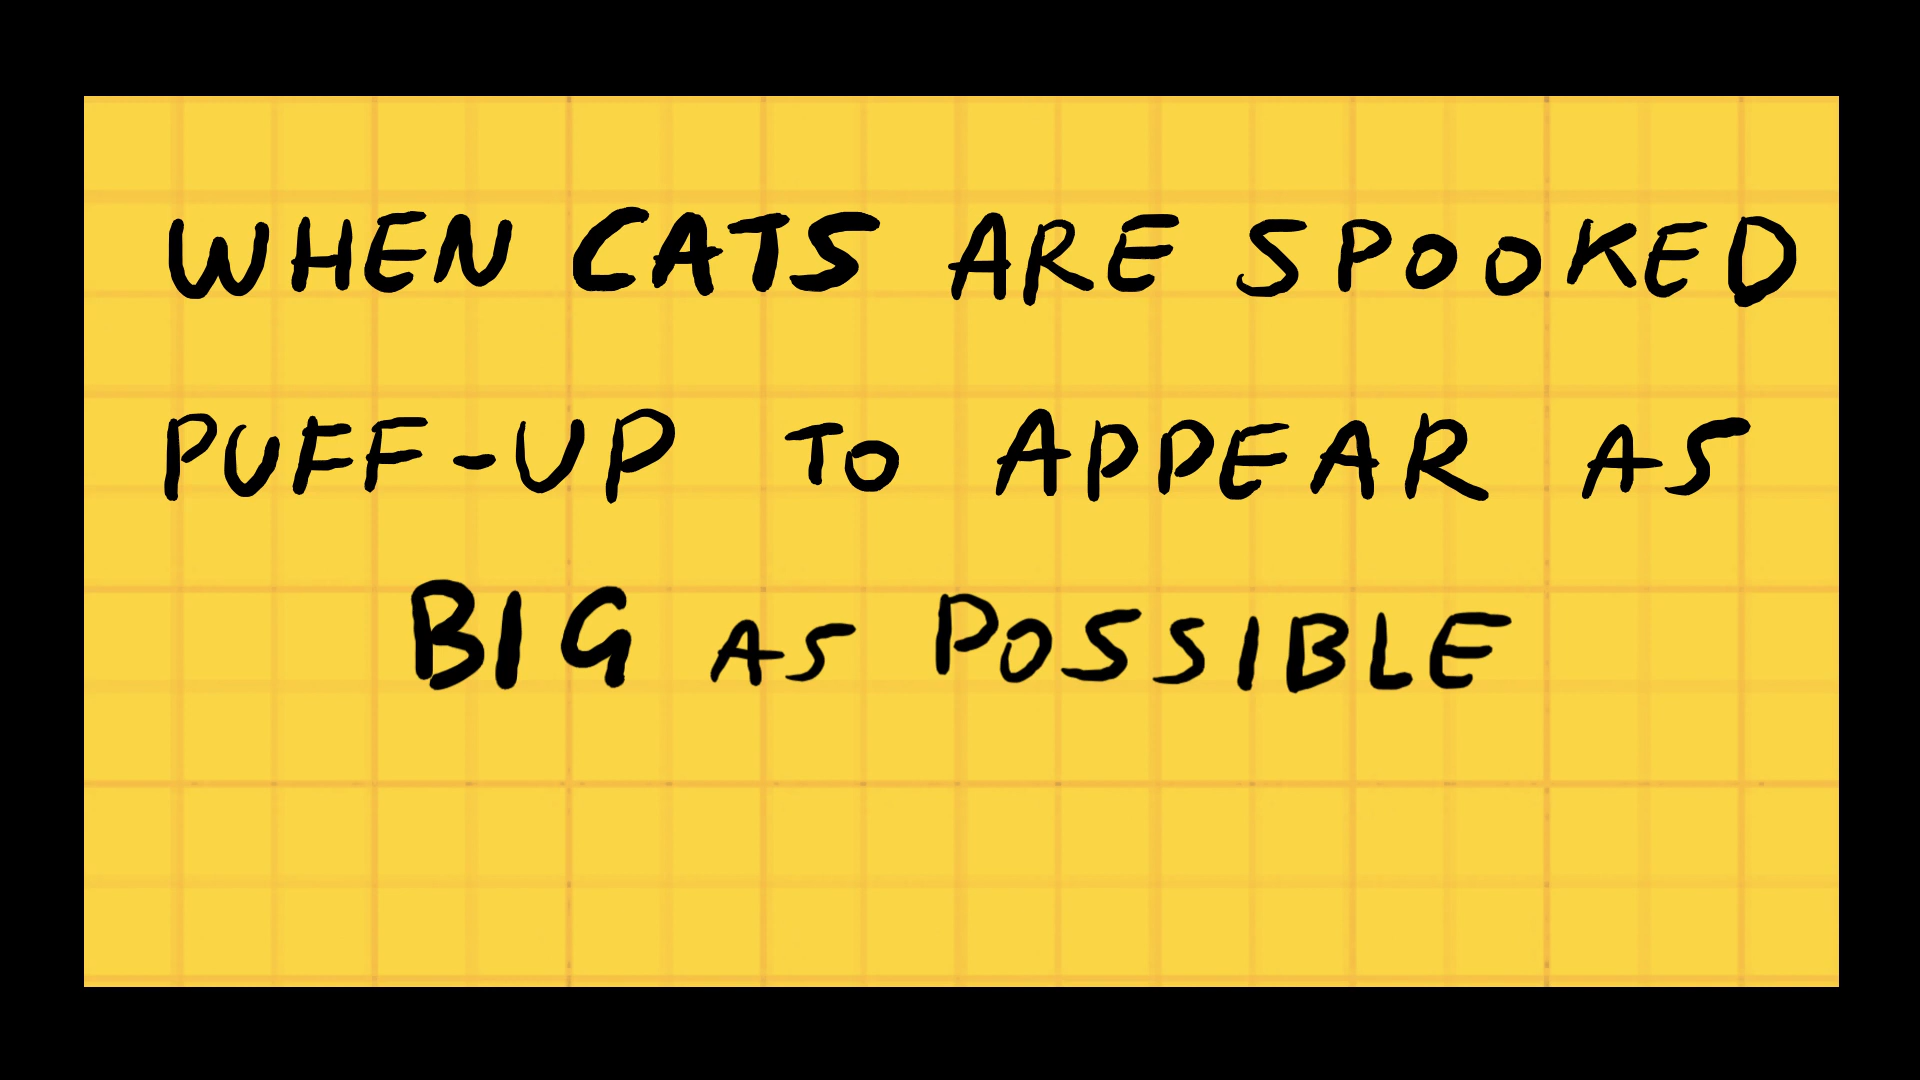 WHEN CATS ARE SPOOKED
PUFF-UP TO APPEAR AS
BIG AS POSSIBLE